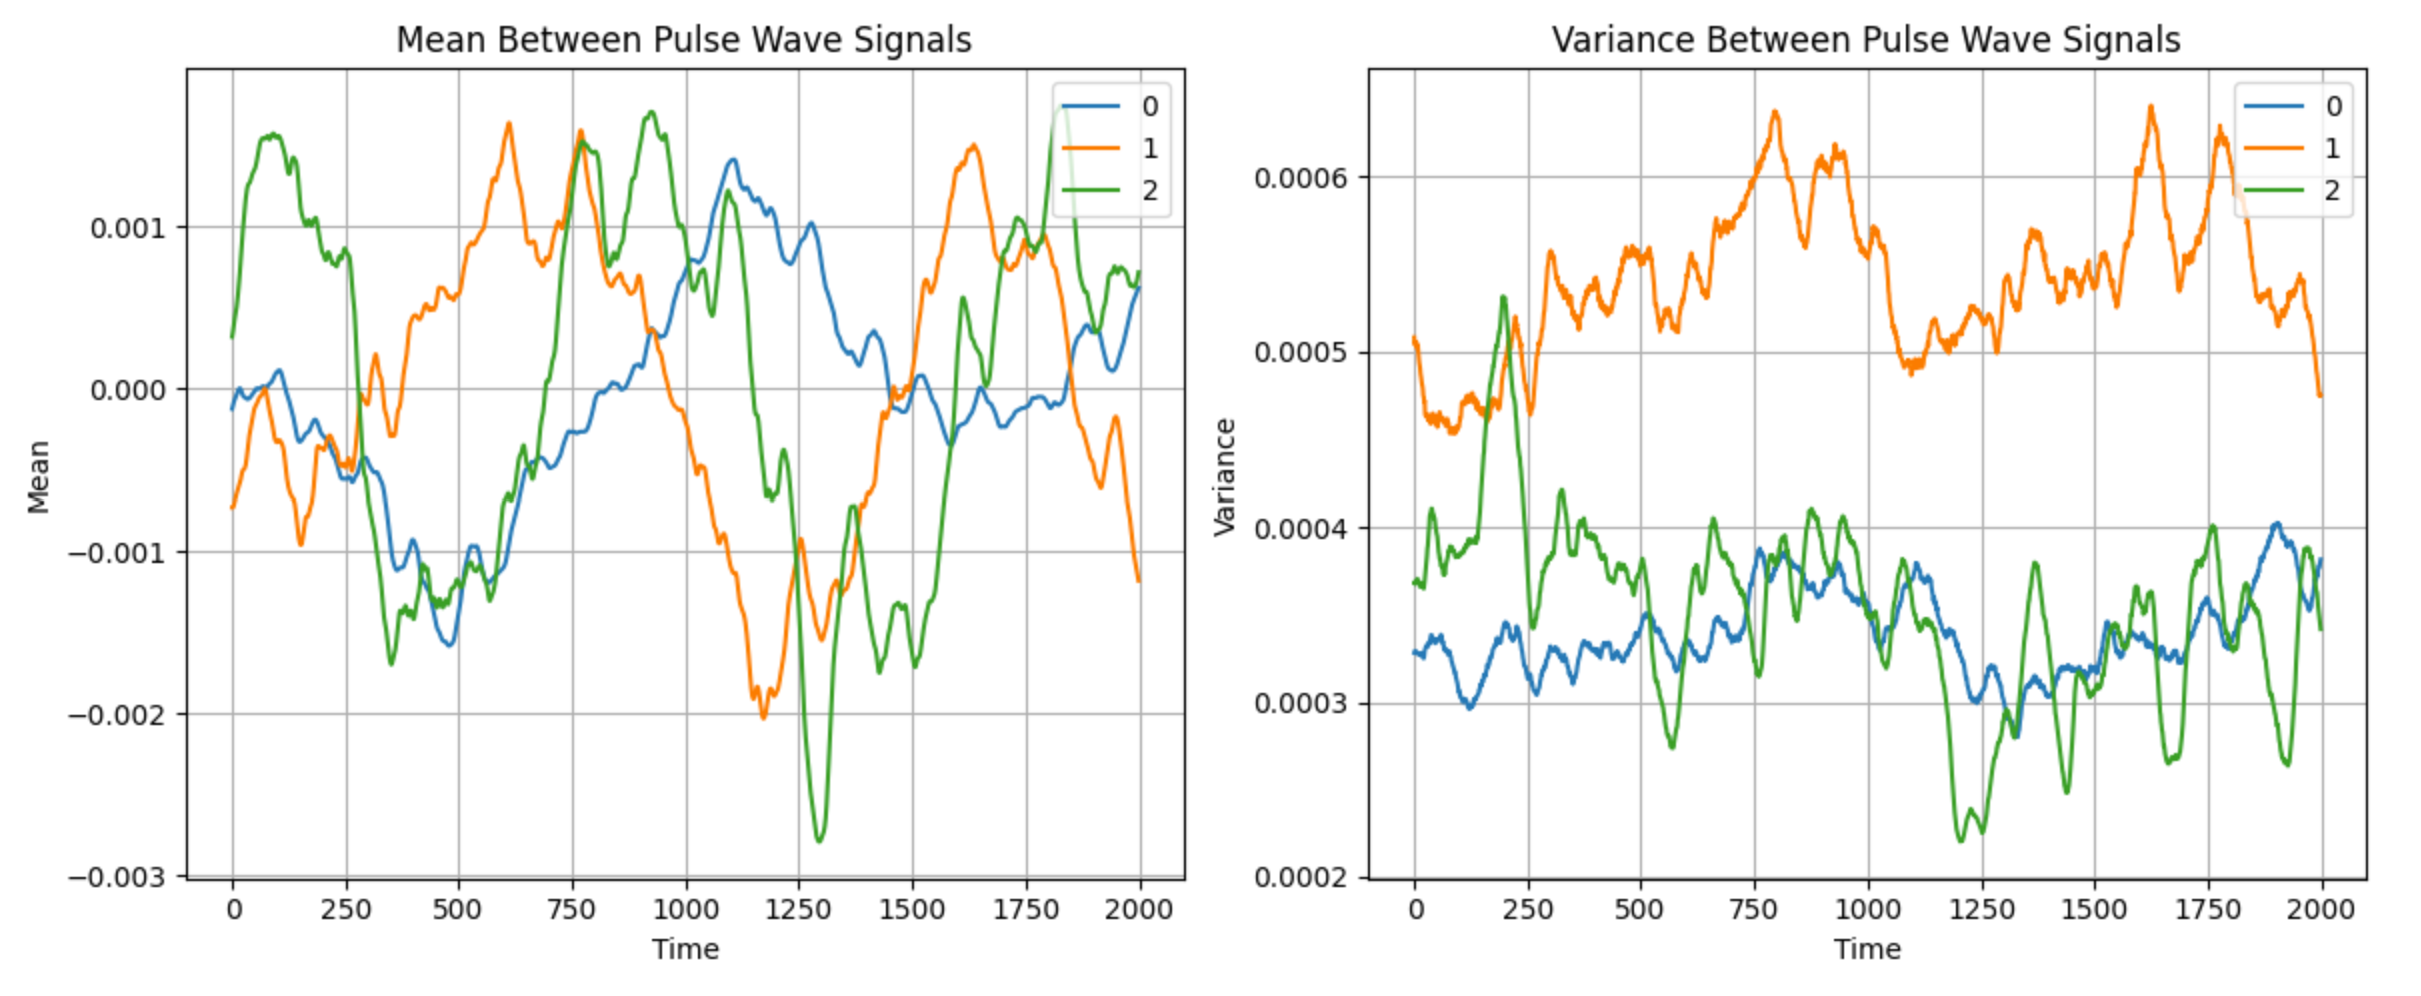 Mean Between Pulse Wave Signals
0
1
2
0.001
0.000
−0.001
−0.002
−0.003
Mean
0 250 500 750 1000 1250 1500 1750 2000
Time
Variance Between Pulse Wave Signals
0
1
2
0.0006
0.0005
0.0004
0.0003
0.0002
Variance
0 250 500 750 1000 1250 1500 1750 2000
Time